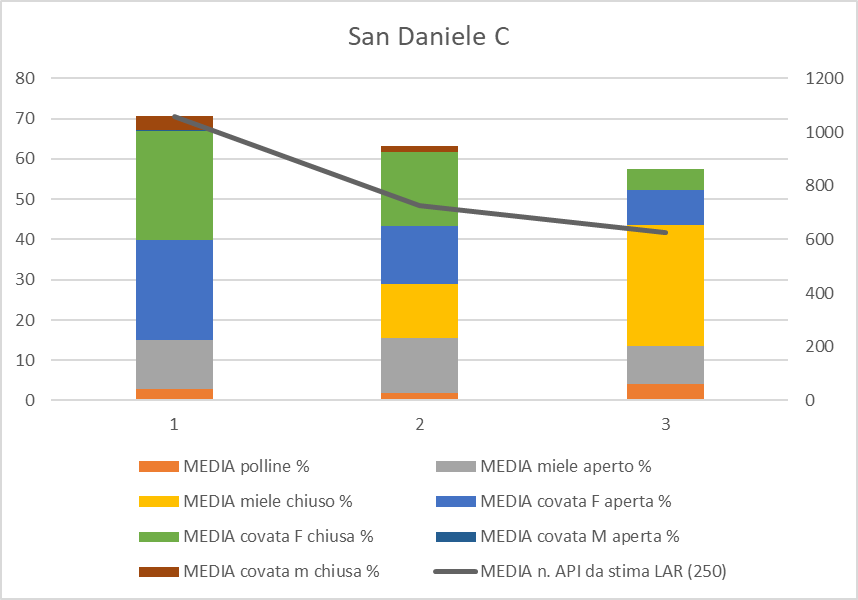 San Daniele C
80 1200
70 1000
60 800
50 600
40 400
30 200
20 0
10
0
1 2 3
MEDIA polline % MEDIA miele aperto %
MEDIA miele chiuso % MEDIA covata F aperta %
MEDIA covata F chiusa % MEDIA covata M aperta %
MEDIA covata m chiusa % MEDIA n. API da stima LAR (250)